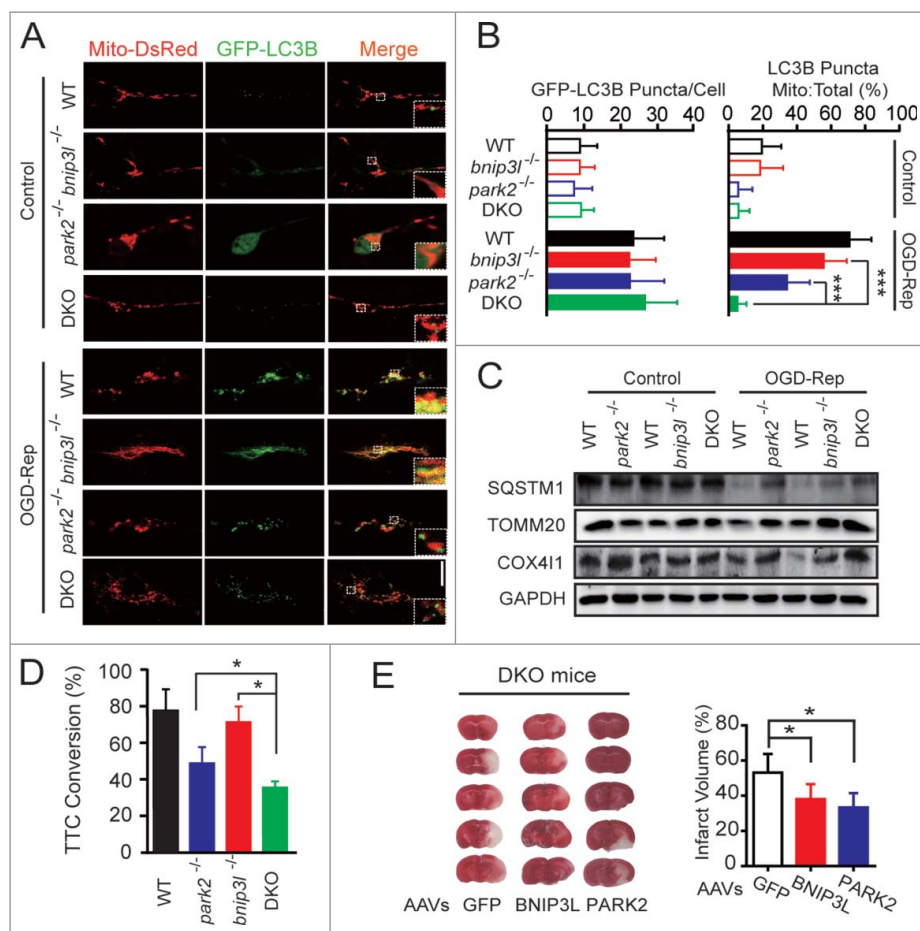 A
Mito-DsRed GFP-LC3B Merge
Control
WT
bnip3l -/-
park2 -/-
DKO
OGD-Rep
WT
bnip3l -/-
park2 -/-
DKO
B
GFP-LC3B Puncta/Cell
0 10 20 30 40
LC3B Puncta
Mito:Total (%)
0 20 40 60 80 100
WT
bnip3l -/-
park2 -/-
DKO
Control
WT
bnip3l -/-
park2 -/-
DKO
OGD-Rep
***
***
C
Control OGD-Rep
WT park2 -/- WT bnip3l -/- DKO WT park2 -/- WT bnip3l -/- DKO
SQSTM1
TOMM20
COX4I1
GAPDH
D
TTC Conversion (%)
100
80
60
40
20
0
*
*
WT park2 -/- bnip3l -/- DKO
E
DKO mice
AAVs GFP BNIP3L PARK2
Infarct Volume (%)
80
60
40
20
0
*
*
AAVs GFP BNIP3L PARK2